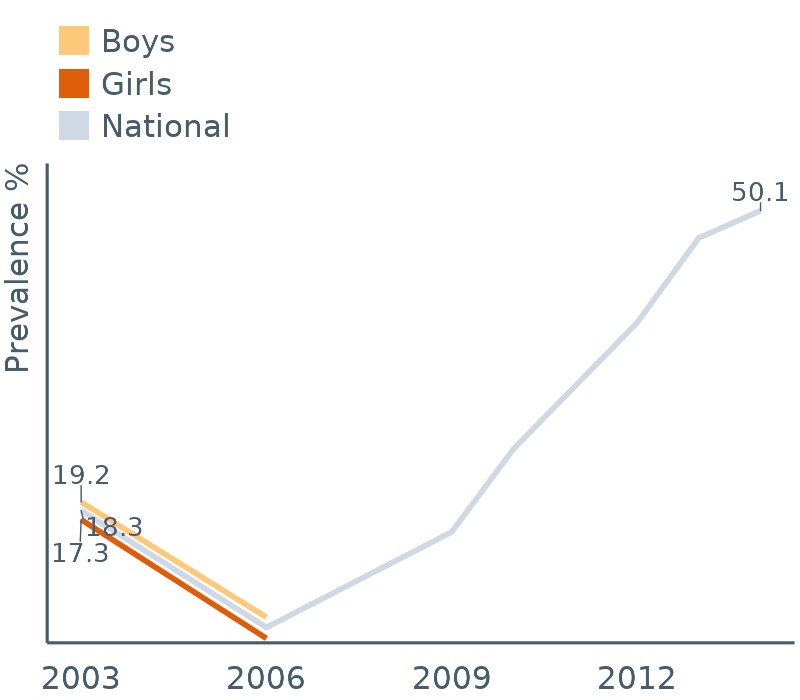 Boys
Girls
National
Prevalence %
50.1
19.2
18.3
17.3
2003 2006 2009 2012